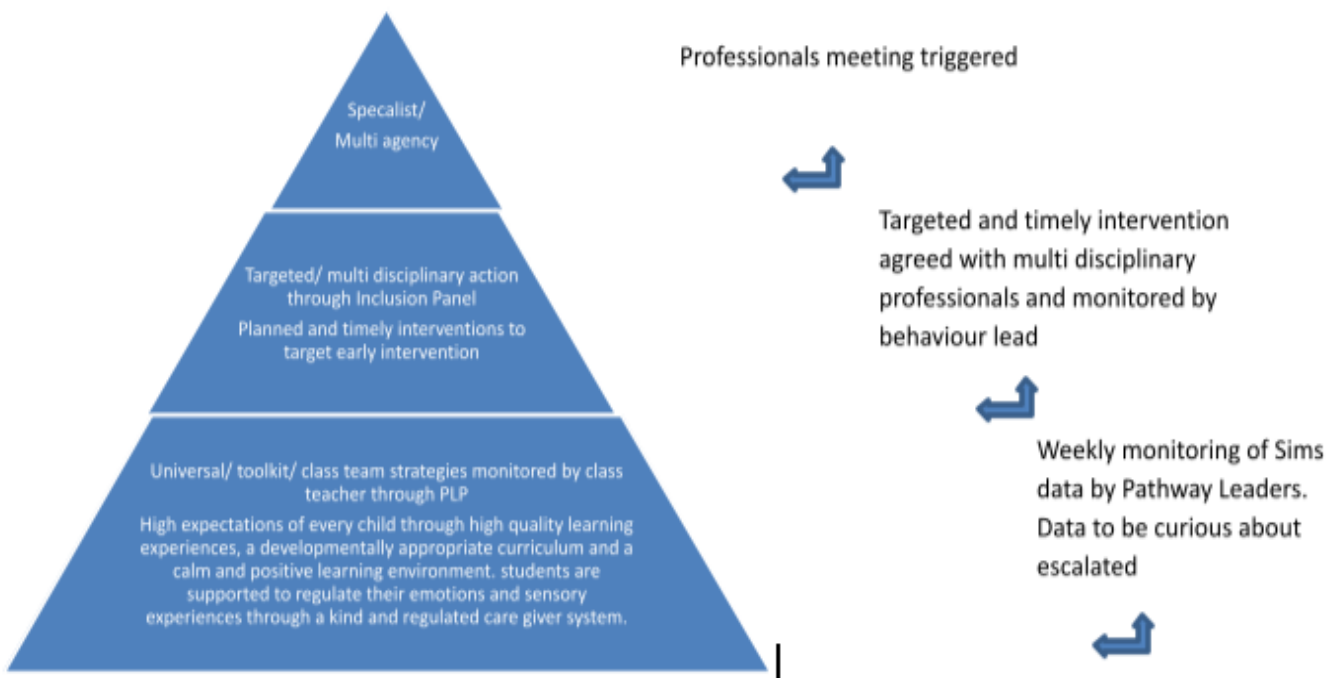 Specalist/
Multi agency
Targeted/ multi disciplinary action
through Inclusion Panel
Planned and timely interventions to
target early intervention
Universal/ toolkit/ class team strategies monitored by class
teacher through PLP
High expectations of every child through high quality learning
experiences, a developmentally appropriate curriculum and a
calm and positive learning environment. students are
supported to regulate their emotions and sensory
experiences through a kind and regulated care giver system.
Professionals meeting triggered
Targeted and timely intervention
agreed with multi disciplinary
professionals and monitored by
behaviour lead
Weekly monitoring of Sims
data by Pathway Leaders.
Data to be curious about
escalated